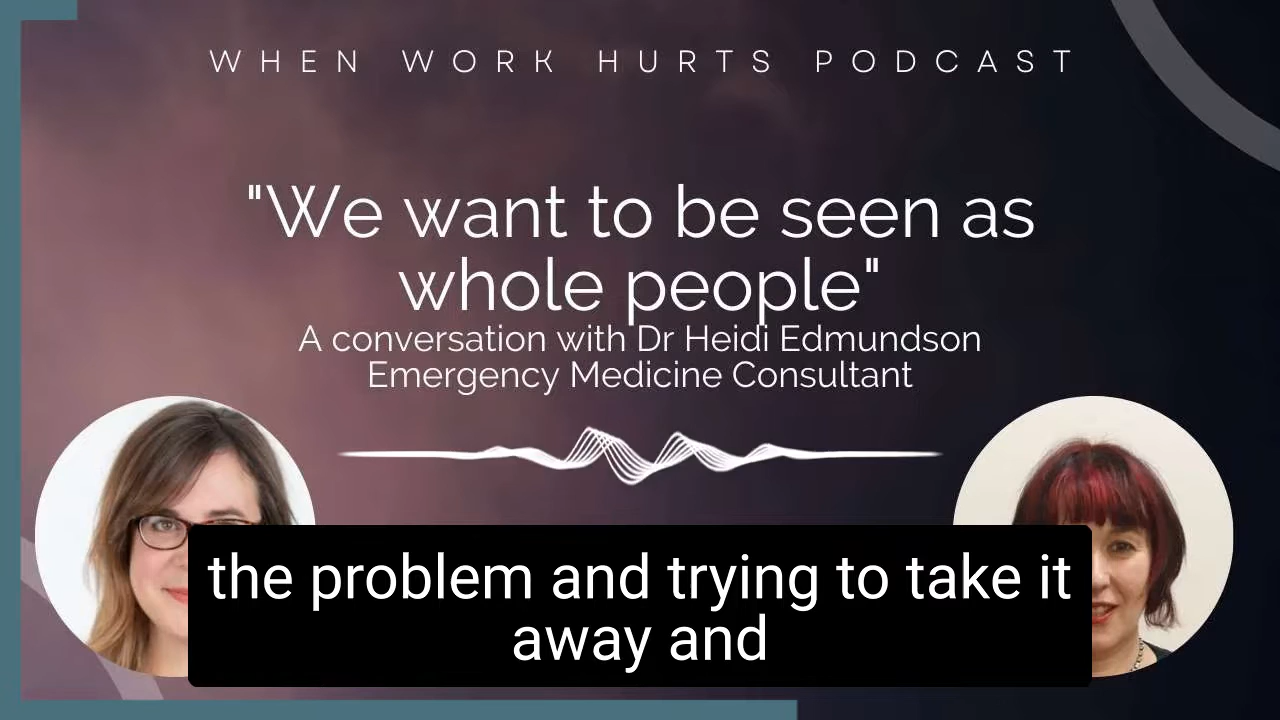 WHEN WORK HURTS PODCAST
"We want to be seen as
whole people"
A conversation with Dr Heidi Edmundson
Emergency Medicine Consultant
the problem and trying to take it
away and